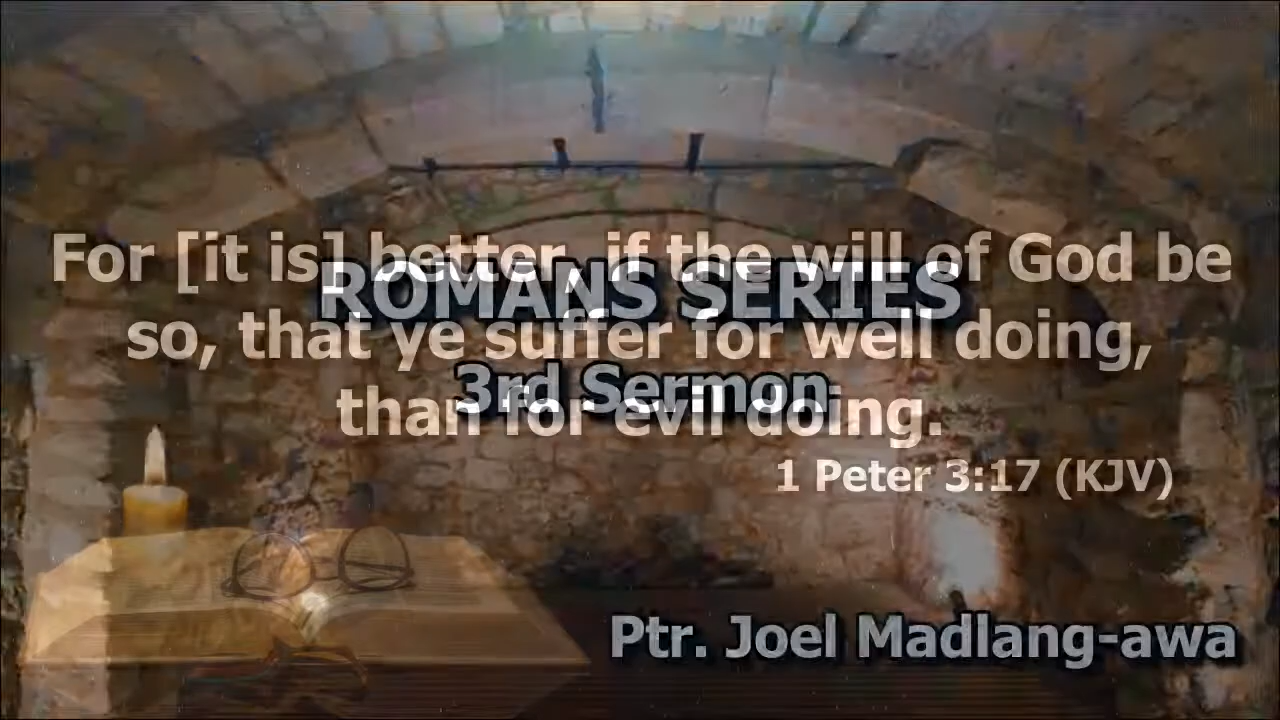 For [it is] better, if the will of God be
so, that ye suffer for well doing,
than for evil doing.
1 Peter 3:17 (KJV)
ROMANS SERIES
3rd Sermon
Ptr. Joel Madlang-awa